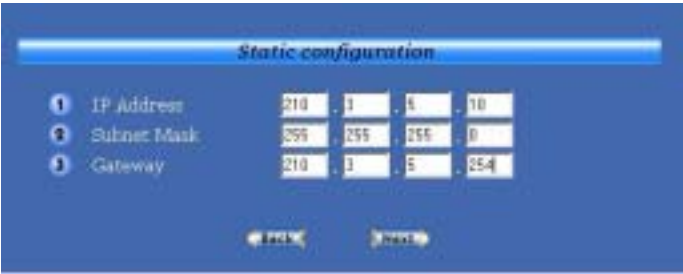 Static configuration
1 IP Address 210 . 3 . 5 . 10
2 Subnet Mask 255 . 255 . 255 . 0
3 Gateway 210 . 3 . 5 . 254
Back Next